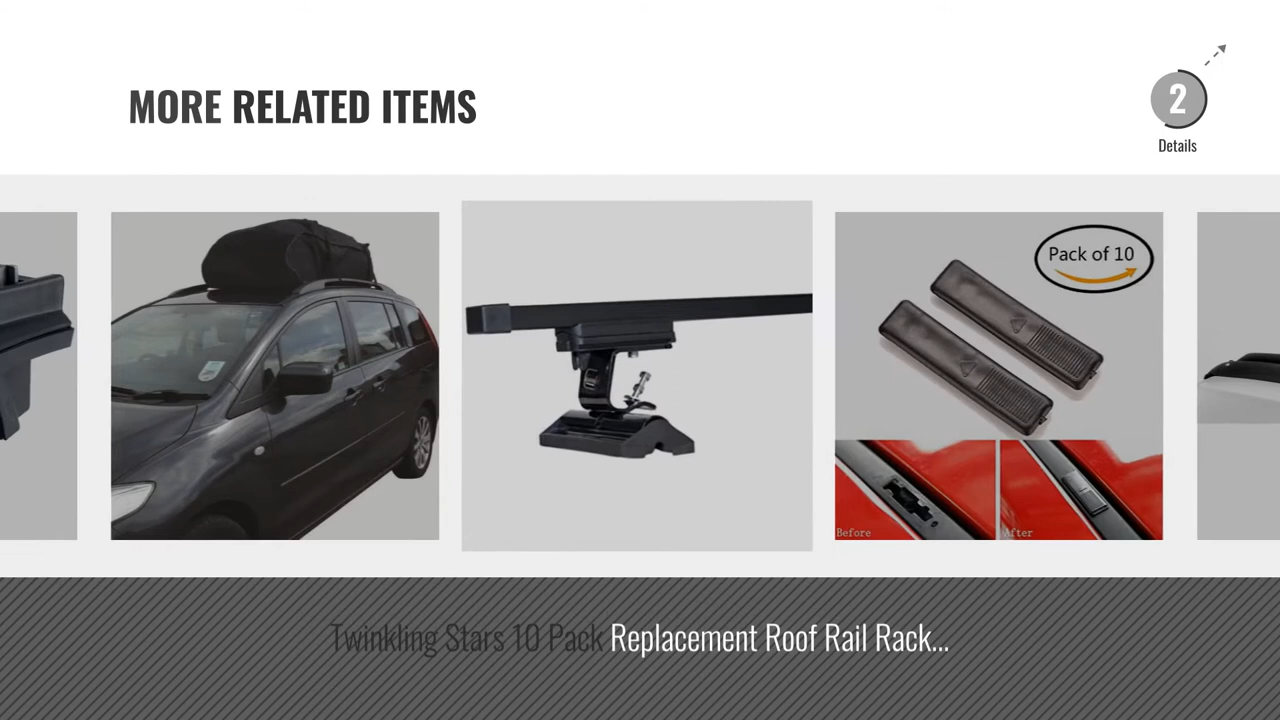 MORE RELATED ITEMS
2
Details
Pack of 10
Before
After
Twinkling Stars 10 Pack Replacement Roof Rail Rack...